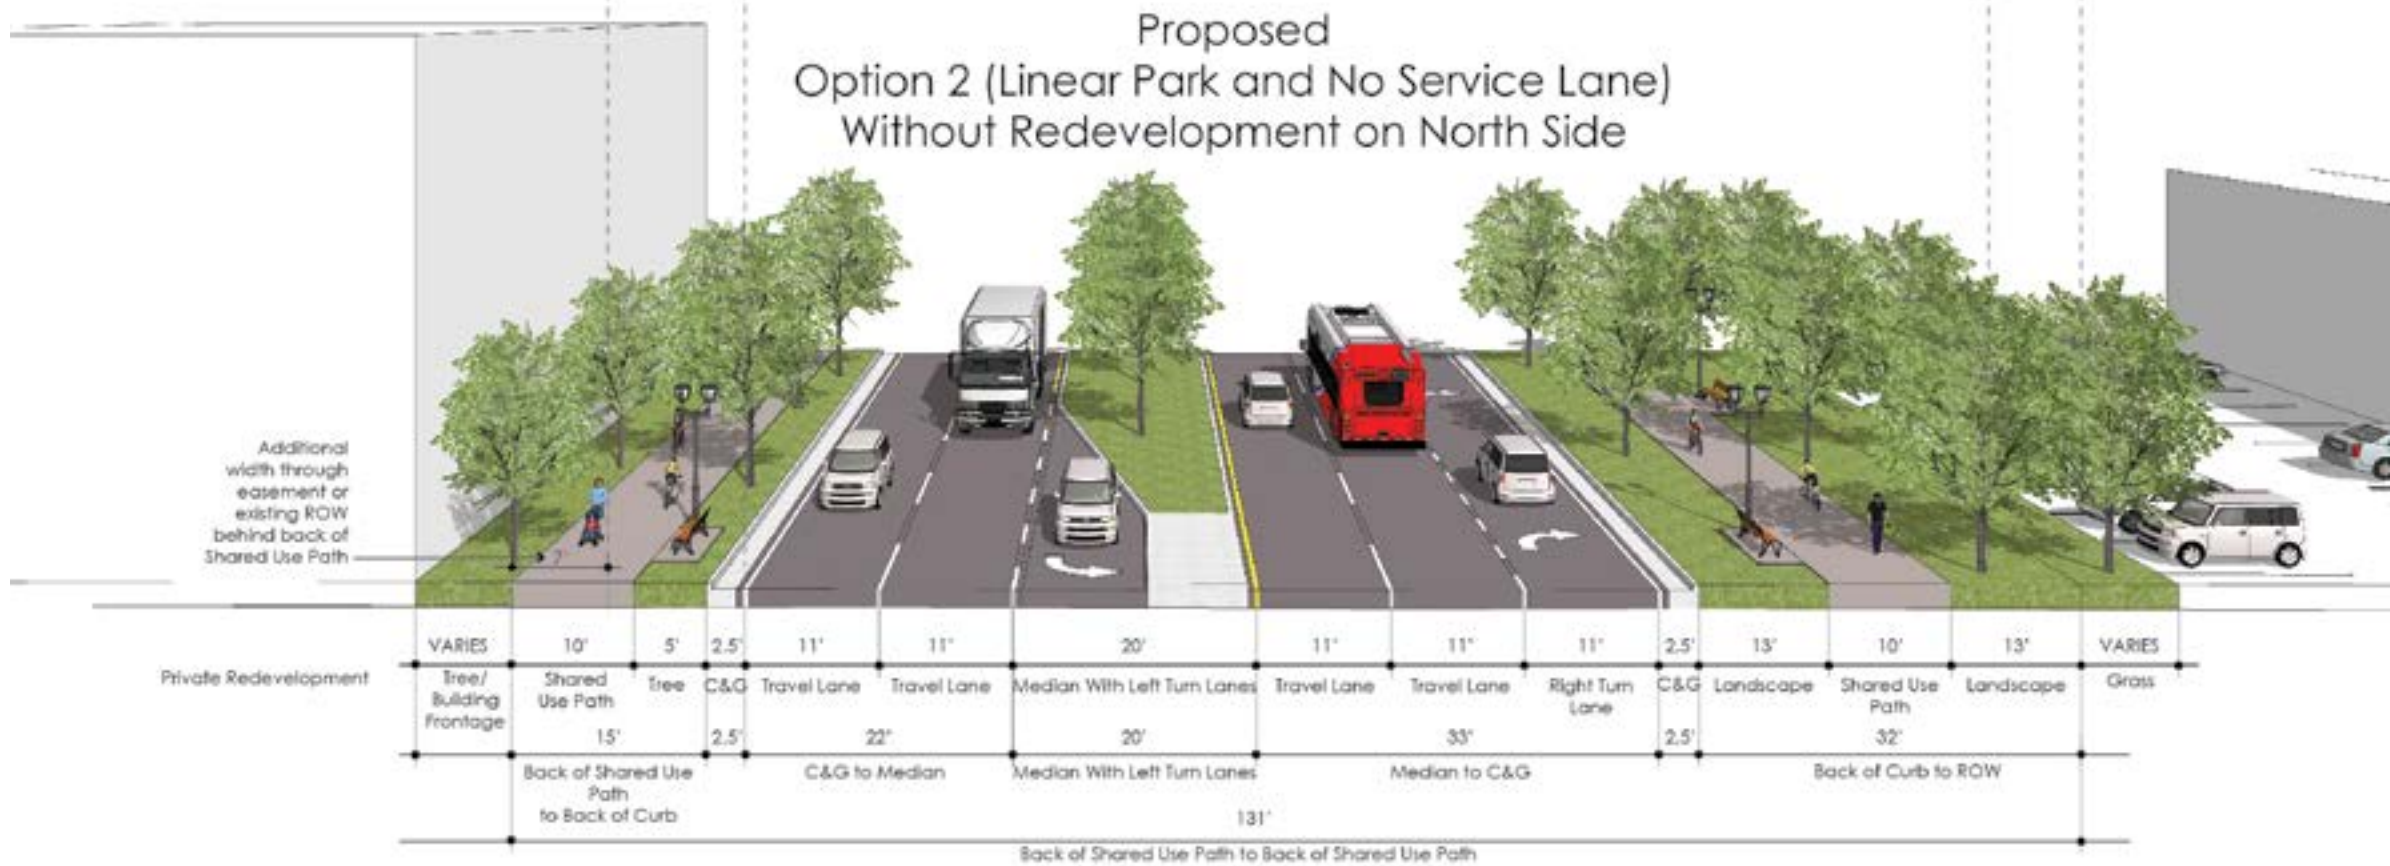 Proposed
Option 2 (Linear Park and No Service Lane)
Without Redevelopment on North Side
Additional
width through
easement or
existing ROW
behind back of
Shared Use Path
VARIES 10' 5' 2.5' 11' 11' 20' 11' 11' 11' 2.5' 13' 10' 13' VARIES
Private Redevelopment
Tree/
Building
Frontage
Shared
Use Path
Tree
C&G
Travel Lane
Travel Lane
Median With Left Turn Lanes
Travel Lane
Travel Lane
Right Turn
Lane
C&G
Landscape
Shared Use
Path
Landscape
Grass
15' 2.5' 22' 20' 33' 2.5' 32'
Back of Shared Use
Path
to Back of Curb
C&G to Median
Median With Left Turn Lanes
Median to C&G
Back of Curb to ROW
131'
Back of Shared Use Path to Back of Shared Use Path